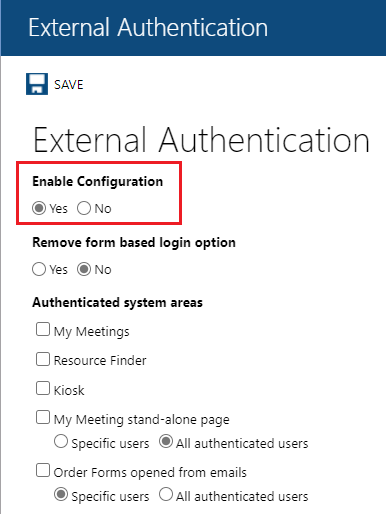 External Authentication
SAVE
External Authentication
Enable Configuration
Yes No
Remove form based login option
Yes No
Authenticated system areas
My Meetings
Resource Finder
Kiosk
My Meeting stand-alone page
Specific users All authenticated users
Order Forms opened from emails
Specific users All authenticated users